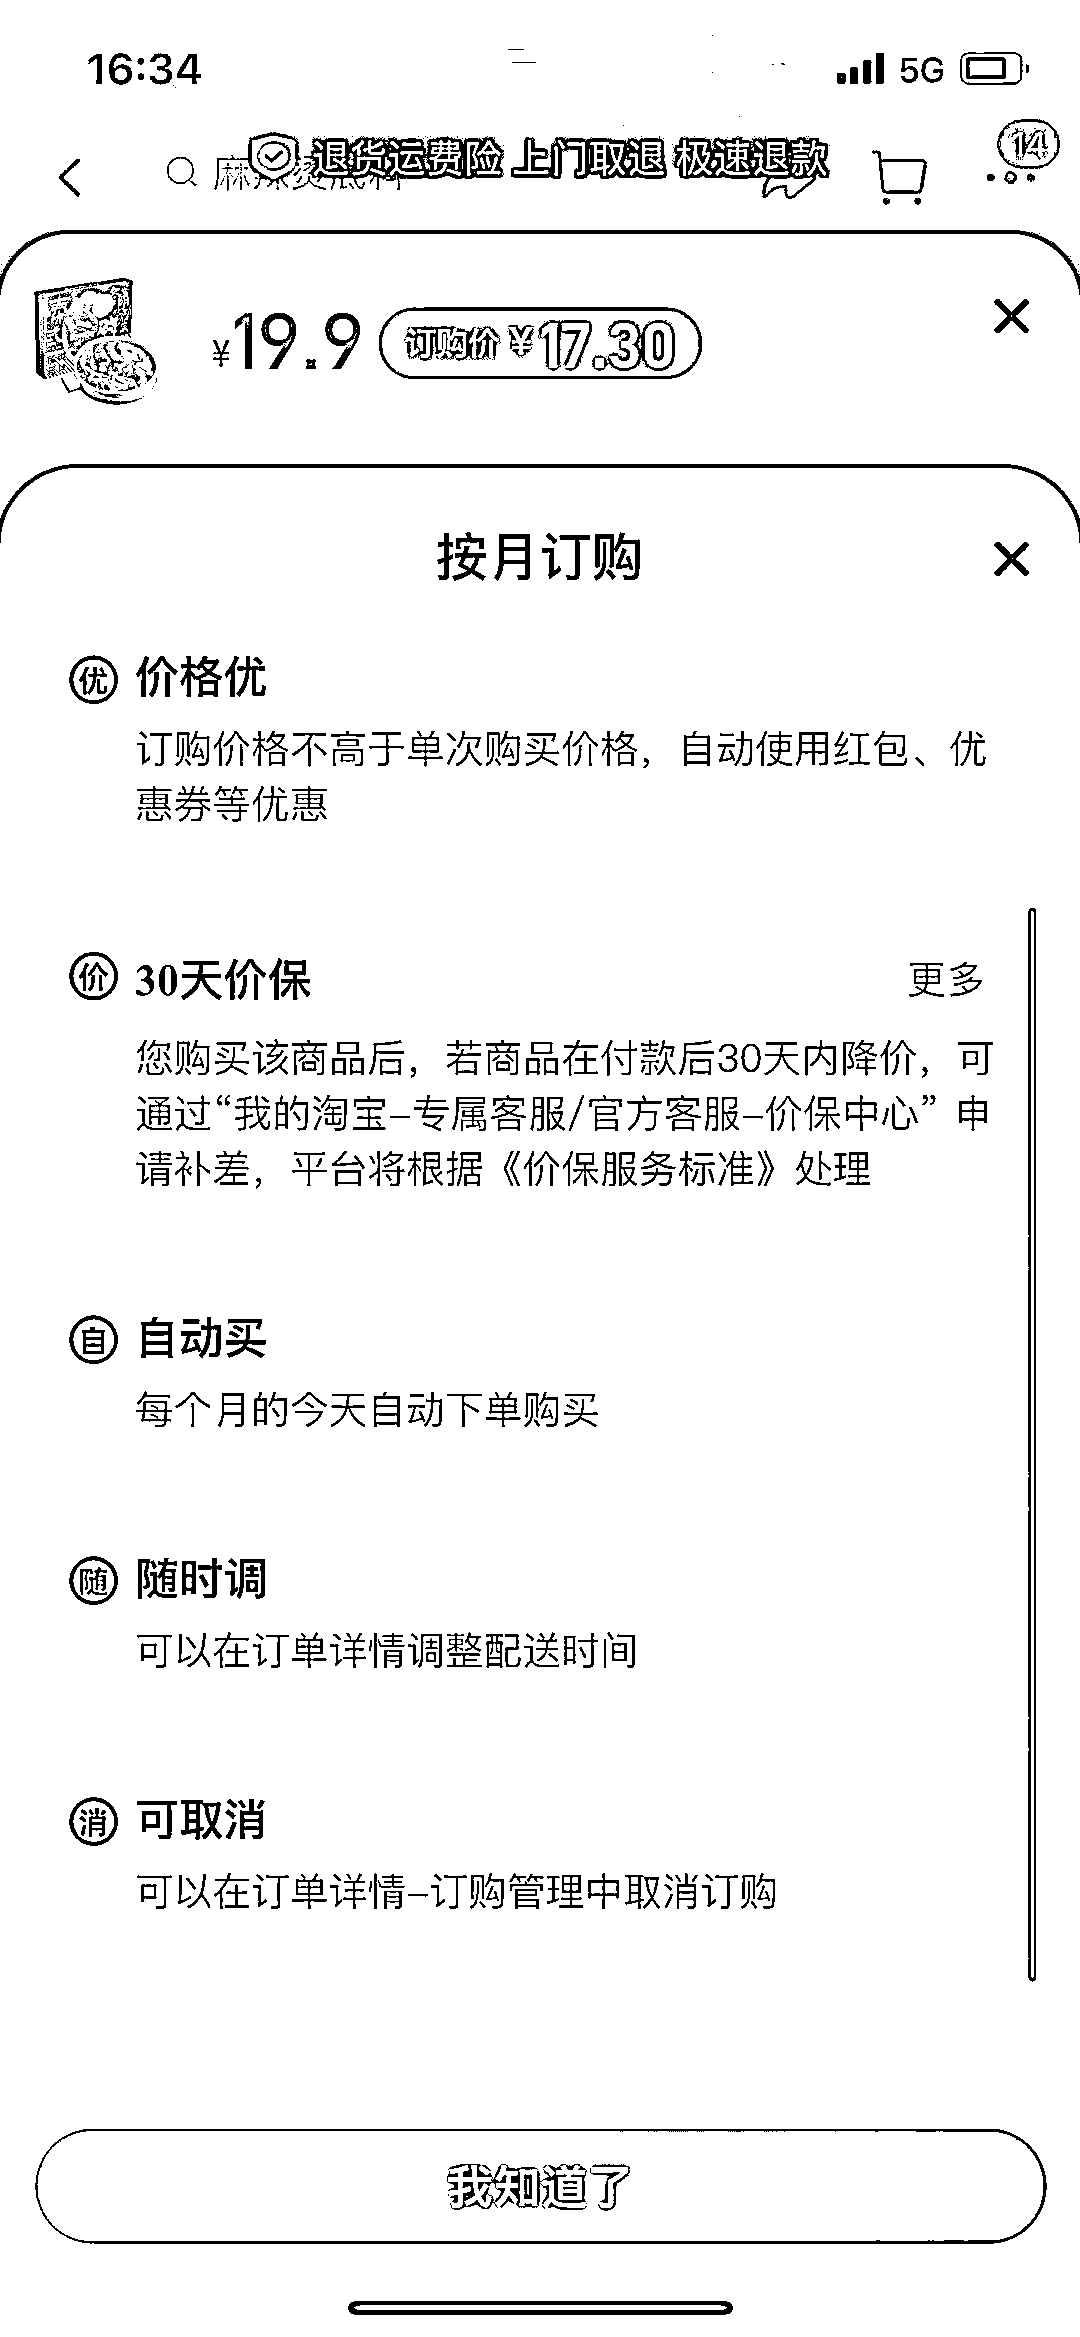 16:34
5G
14
麻辣烫底料
退货运费险 上门取退 极速退款
¥19.9
订购价 ¥17.30
按月订购
优 价格优
订购价格不高于单次购买价格，自动使用红包、优
惠券等优惠
价 30天价保
更多
您购买该商品后，若商品在付款后30天内降价，可
通过“我的淘宝–专属客服/官方客服–价保中心” 申
请补差，平台将根据《价保服务标准》处理
自 自动买
每个月的今天自动下单购买
随 随时调
可以在订单详情调整配送时间
消 可取消
可以在订单详情–订购管理中取消订购
我知道了